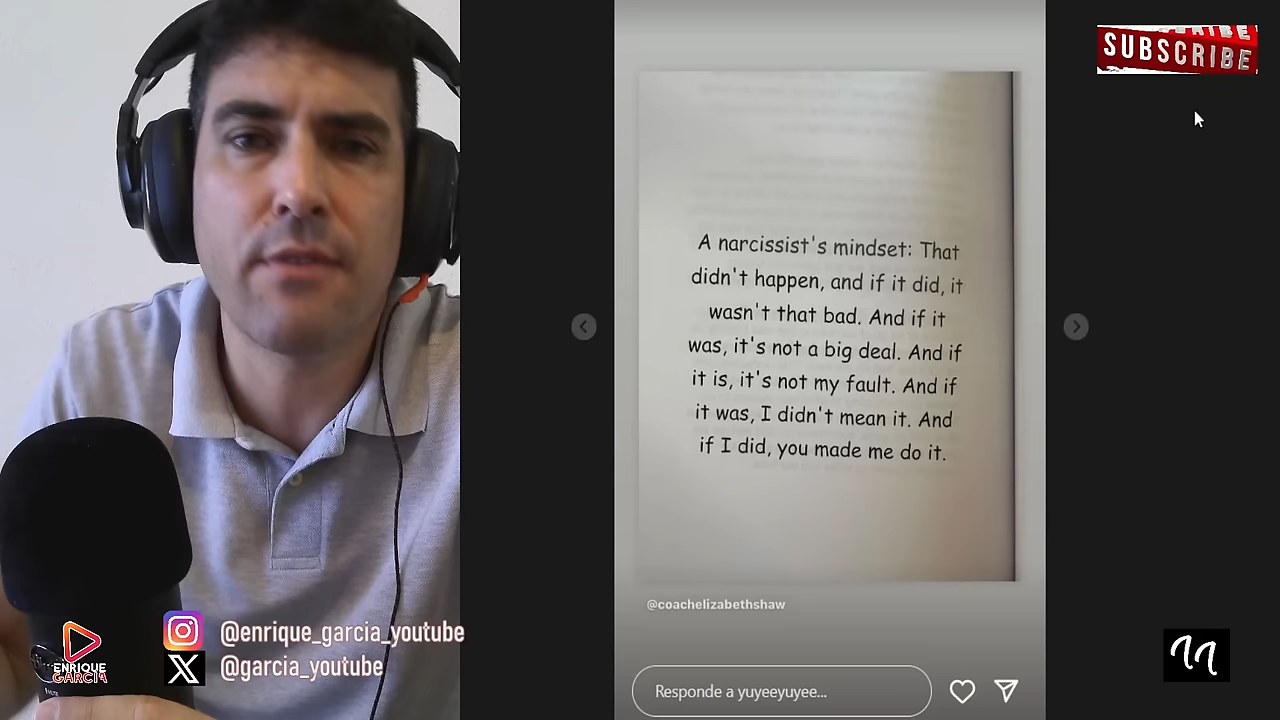 SUBSCRIBE
A narcissist's mindset: That
didn't happen, and if it did, it
wasn't that bad. And if it
was, it's not a big deal. And if
it is, it's not my fault. And if
it was, I didn't mean it. And
if I did, you made me do it.
@coachelizabethshaw
Responde a yuyeeyuyee...
@enrique_garcia_youtube
@garcia_youtube
ENRIQUE
GARCIA